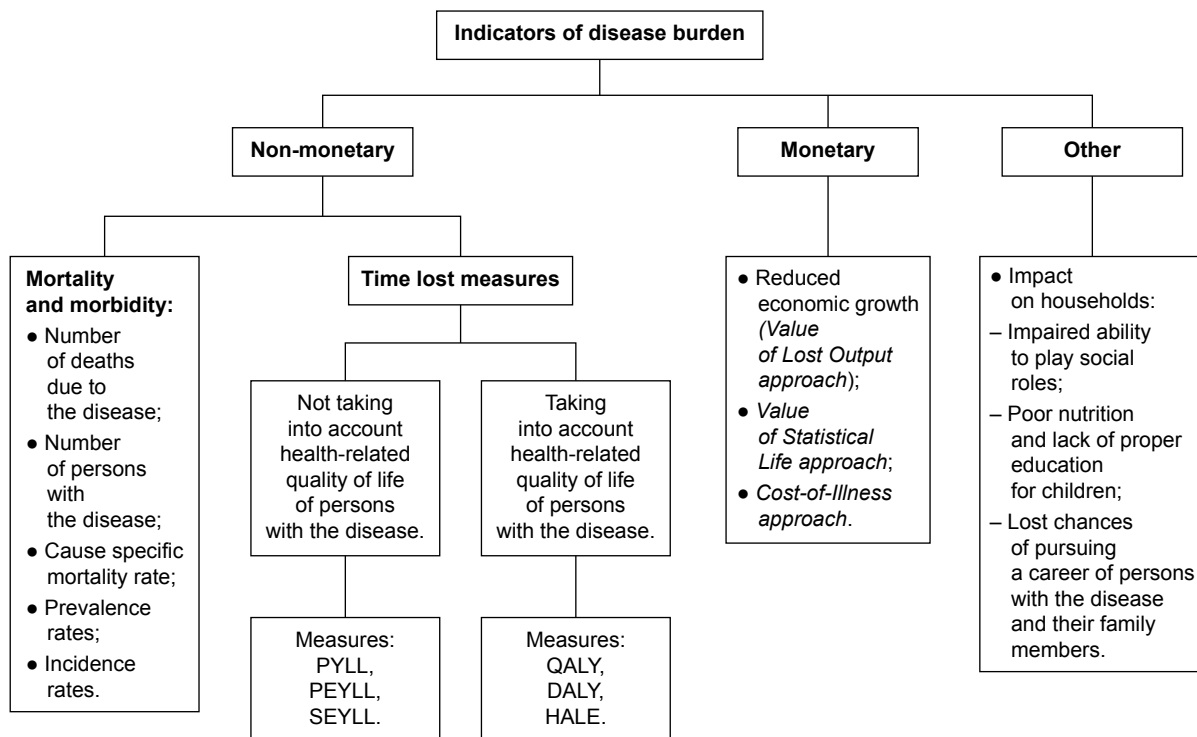 Indicators of disease burden
Non-monetary
Monetary
Other
Mortality
and morbidity:
● Number
of deaths
due to
the disease;
● Number
of persons
with
the disease;
● Cause specific
mortality rate;
● Prevalence
rates;
● Incidence
rates.
Time lost measures
Not taking
into account
health-related
quality of life
of persons
with the disease.
Measures:
PYLL,
PEYLL,
SEYLL.
Taking
into account
health-related
quality of life
of persons
with the disease.
Measures:
QALY,
DALY,
HALE.
● Reduced
economic growth
(Value
of Lost Output
approach);
● Value
of Statistical
Life approach;
● Cost-of-Illness
approach.
● Impact
on households:
– Impaired ability
to play social
roles;
– Poor nutrition
and lack of proper
education
for children;
– Lost chances
of pursuing
a career of persons
with the disease
and their family
members.